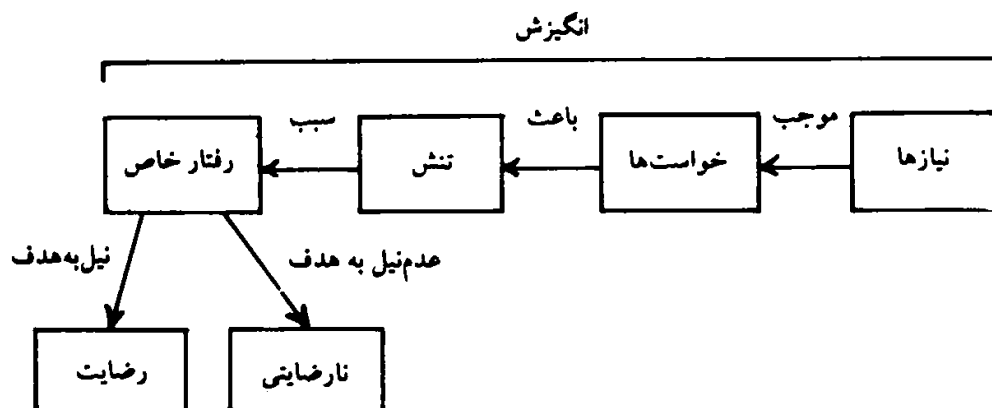 انگیزش
موجب
باعث
سبب
نیازها
خواست‌ها
تنش
رفتار خاص
عدم‌نیل به هدف
نیل‌به‌هدف
نارضایتی
رضایت